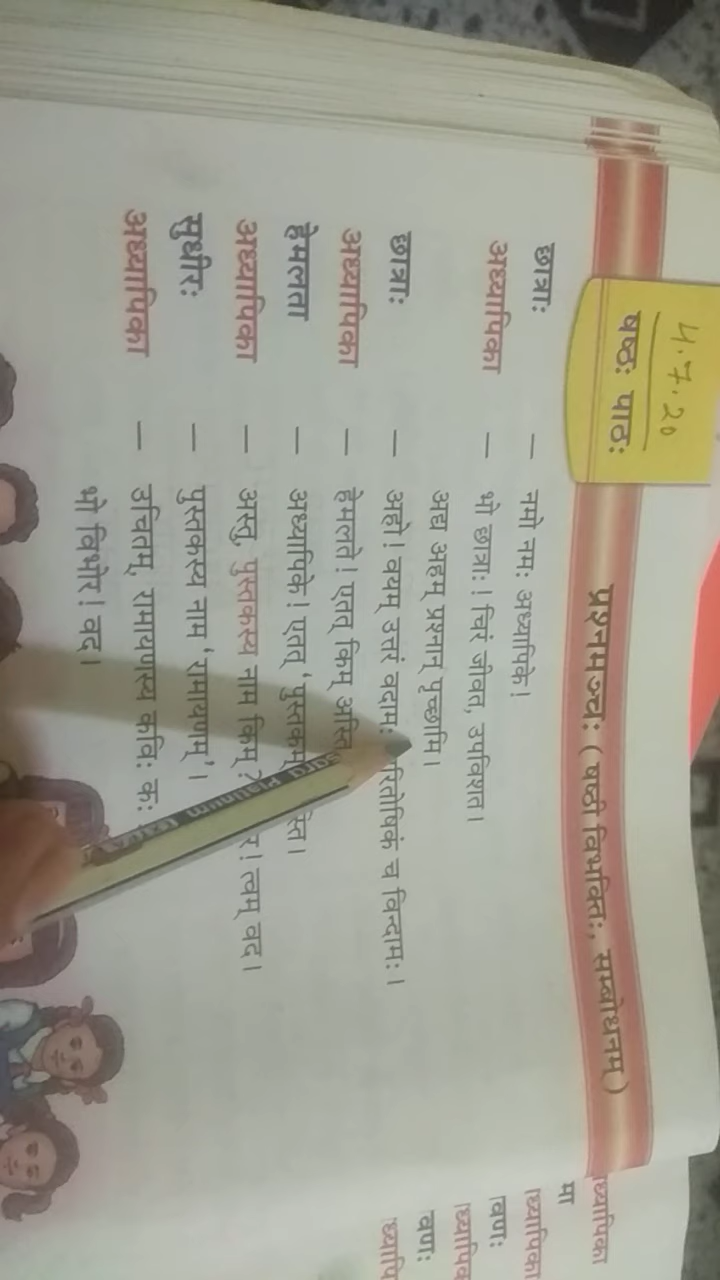 4.7.20
षष्ठः पाठः
प्रश्नमञ्चः ( षष्ठी विभक्तिः, सम्बोधनम् )
छात्राः — नमो नमः अध्यापिके !
अध्यापिका — भो छात्राः ! चिरं जीवत, उपविशत।
अद्य अहम् प्रश्नान् पृच्छामि।
छात्राः — अहो ! वयम् उत्तरं वदामः च विन्दामः।
अध्यापिका — हेमलते ! एतत् किम् अस्ति
हेमलता — अध्यापिके ! एतत् 'पुस्तकम्
अध्यापिका — अस्तु, पुस्तकस्य नाम किम् ? त्वम् वद।
सुधीरः — पुस्तकस्य नाम 'रामायणम्'।
अध्यापिका — उचितम्, रामायणस्य कविः कः
भो विभोर ! वद।
Platinum
मा